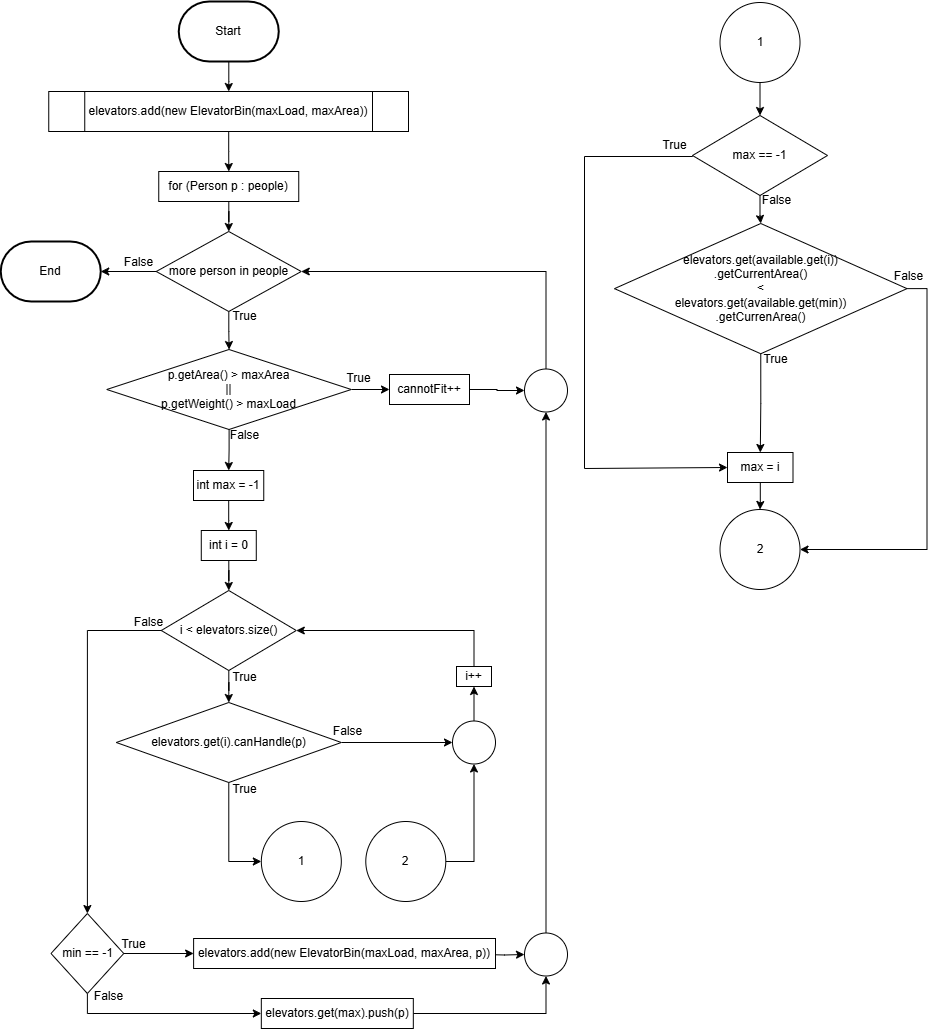 Start
elevators.add(new ElevatorBin(maxLoad, maxArea))
for (Person p : people)
more person in people
False
End
True
p.getArea() > maxArea
||
p.getWeight() > maxLoad
True
cannotFit++
False
int max = -1
int i = 0
i < elevators.size()
False
True
i++
elevators.get(i).canHandle(p)
False
True
1
2
min == -1
True
elevators.add(new ElevatorBin(maxLoad, maxArea, p))
False
elevators.get(max).push(p)
1
max == -1
True
False
elevators.get(available.get(i))
.getCurrentArea()
<
elevators.get(available.get(min))
.getCurrenArea()
False
True
max = i
2